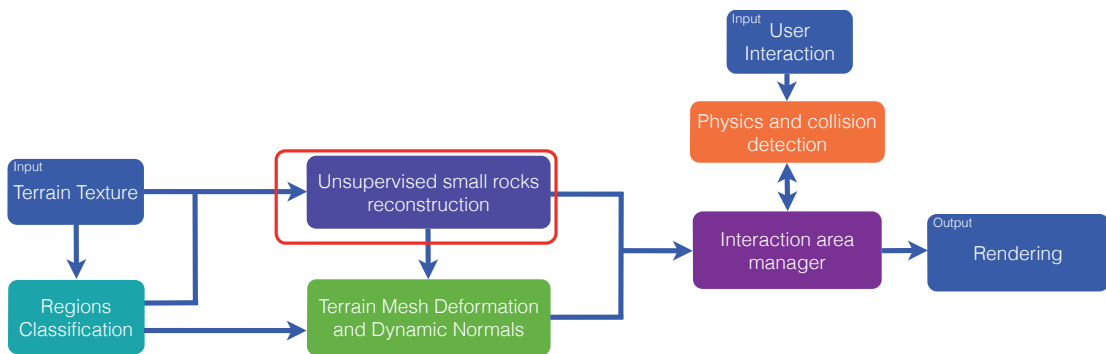 Input
User
Interaction
Physics and collision
detection
Input
Terrain Texture
Unsupervised small rocks
reconstruction
Interaction area
manager
Output
Rendering
Regions
Classification
Terrain Mesh Deformation
and Dynamic Normals